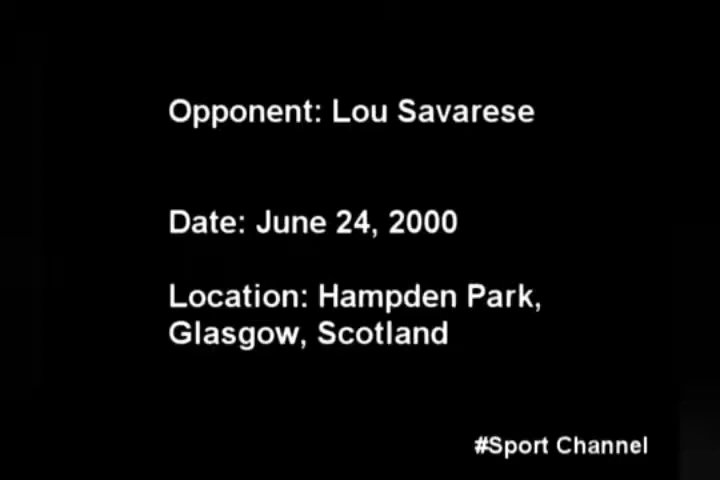 Opponent: Lou Savarese
Date: June 24, 2000
Location: Hampden Park,
Glasgow, Scotland
#Sport Channel